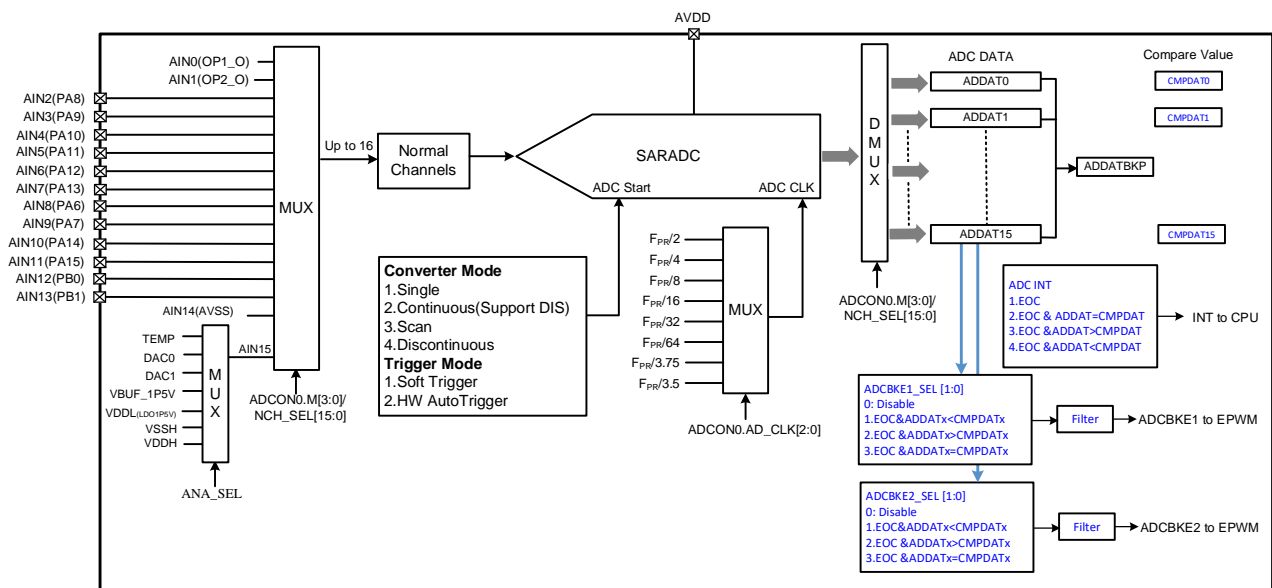 AVDD
AIN0(OP1_O)
AIN1(OP2_O)
AIN2(PA8)
AIN3(PA9)
AIN4(PA10)
AIN5(PA11)
AIN6(PA12)
AIN7(PA13)
AIN8(PA6)
AIN9(PA7)
AIN10(PA14)
AIN11(PA15)
AIN12(PB0)
AIN13(PB1)
AIN14(AVSS)
AIN15
MUX
TEMP
DAC0
DAC1
VBUF_1P5V
VDDL(LDO1P5V)
VSSH
VDDH
MUX
ANA_SEL
ADCON0.M[3:0]/
NCH_SEL[15:0]
Up to 16
Normal
Channels
SARADC
ADC Start
ADC CLK
Converter Mode
1.Single
2.Continuous(Support DIS)
3.Scan
4.Discontinuous
Trigger Mode
1.Soft Trigger
2.HW AutoTrigger
FPR/2
FPR/4
FPR/8
FPR/16
FPR/32
FPR/64
FPR/3.75
FPR/3.5
MUX
ADCON0.AD_CLK[2:0]
DMUX
ADCON0.M[3:0]/
NCH_SEL[15:0]
ADC DATA
ADDAT0
ADDAT1
ADDAT15
ADDATBKP
Compare Value
CMPDAT0
CMPDAT1
CMPDAT15
ADC INT
1.EOC
2.EOC & ADDAT=CMPDAT
3.EOC &ADDAT>CMPDAT
4.EOC &ADDAT<CMPDAT
INT to CPU
ADCBKE1_SEL [1:0]
0: Disable
1.EOC&ADDATx<CMPDATx
2.EOC &ADDATx>CMPDATx
3.EOC &ADDATx=CMPDATx
Filter
ADCBKE1 to EPWM
ADCBKE2_SEL [1:0]
0: Disable
1.EOC&ADDATx<CMPDATx
2.EOC &ADDATx>CMPDATx
3.EOC &ADDATx=CMPDATx
Filter
ADCBKE2 to EPWM